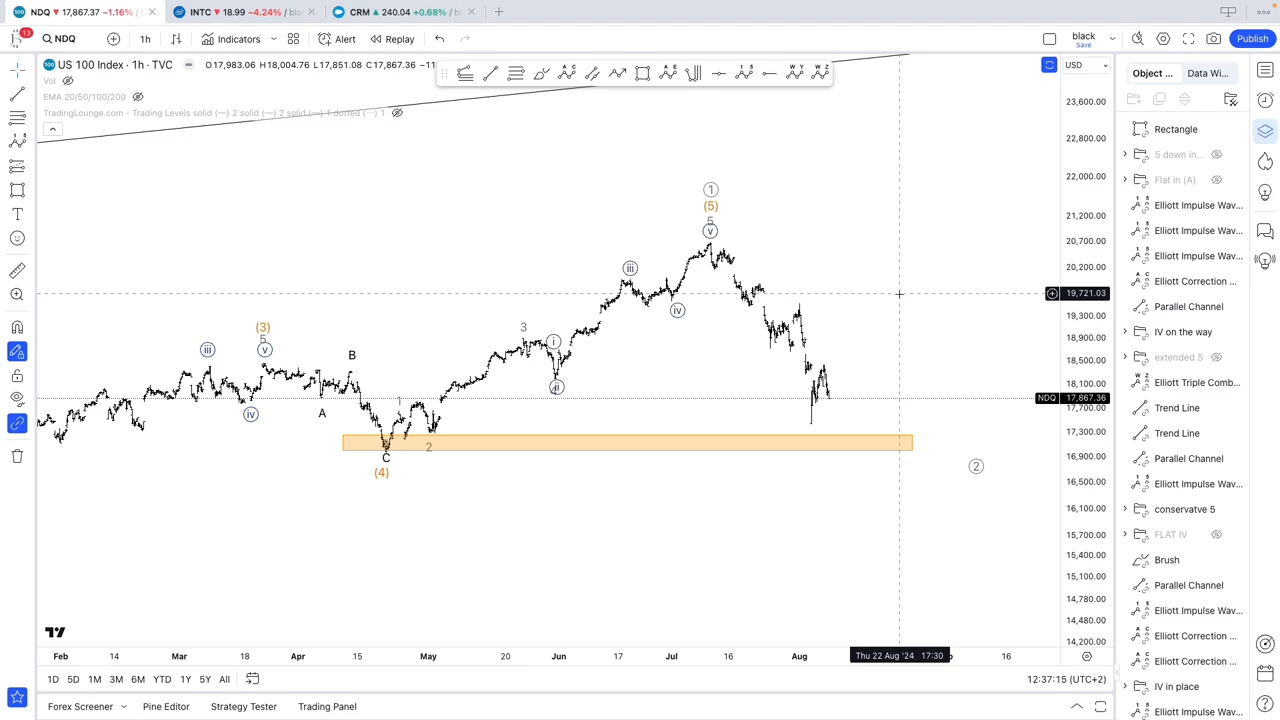 NDQ ▼ 17,867.37 −1.16% / b
INTC ▼ 18.99 −4.24% / bla
CRM ▲ 240.04 +0.68% / bl
13
NDQ
1h
Indicators
Alert
Replay
black
Save
Publish
US 100 Index · 1h · TVC
O17,983.06 H18,004.76 L17,851.08 C17,867.36 −11
USD
Vol
EMA 20/50/100/200
TradingLounge.com - Trading Levels solid (—) 2 solid (—) 2 solid (—) 1 dotted (—) 1
Object ...
Data Wi...
Rectangle
5 down in...
Flat in (A)
Elliott Impulse Wav...
Elliott Impulse Wav...
Elliott Impulse Wav...
Elliott Correction ...
Parallel Channel
IV on the way
extended 5
Elliott Triple Comb...
Trend Line
Trend Line
Parallel Channel
Elliott Impulse Wav...
conservatve 5
FLAT IV
Brush
Parallel Channel
Elliott Impulse Wav...
Elliott Correction ...
Elliott Correction ...
IV in place
Elliott Impulse Wav...
23,600.00
22,800.00
22,000.00
21,200.00
20,700.00
20,200.00
19,721.03
19,300.00
18,900.00
18,500.00
18,100.00
NDQ 17,867.36
17,700.00
17,300.00
16,900.00
16,500.00
16,100.00
15,700.00
15,400.00
15,100.00
14,780.00
14,480.00
14,200.00
1
(5)
5
v
iii
iv
(3)
5
v
iii
iv
B
A
3
i
ii
1
2
C
(4)
2
Feb 14 Mar 15 Apr 15 May 20 Jun 17 Jul 16 Aug
Thu 22 Aug '24 17:30
16
1D 5D 1M 3M 6M YTD 1Y 5Y All
12:37:15 (UTC+2)
Forex Screener
Pine Editor
Strategy Tester
Trading Panel